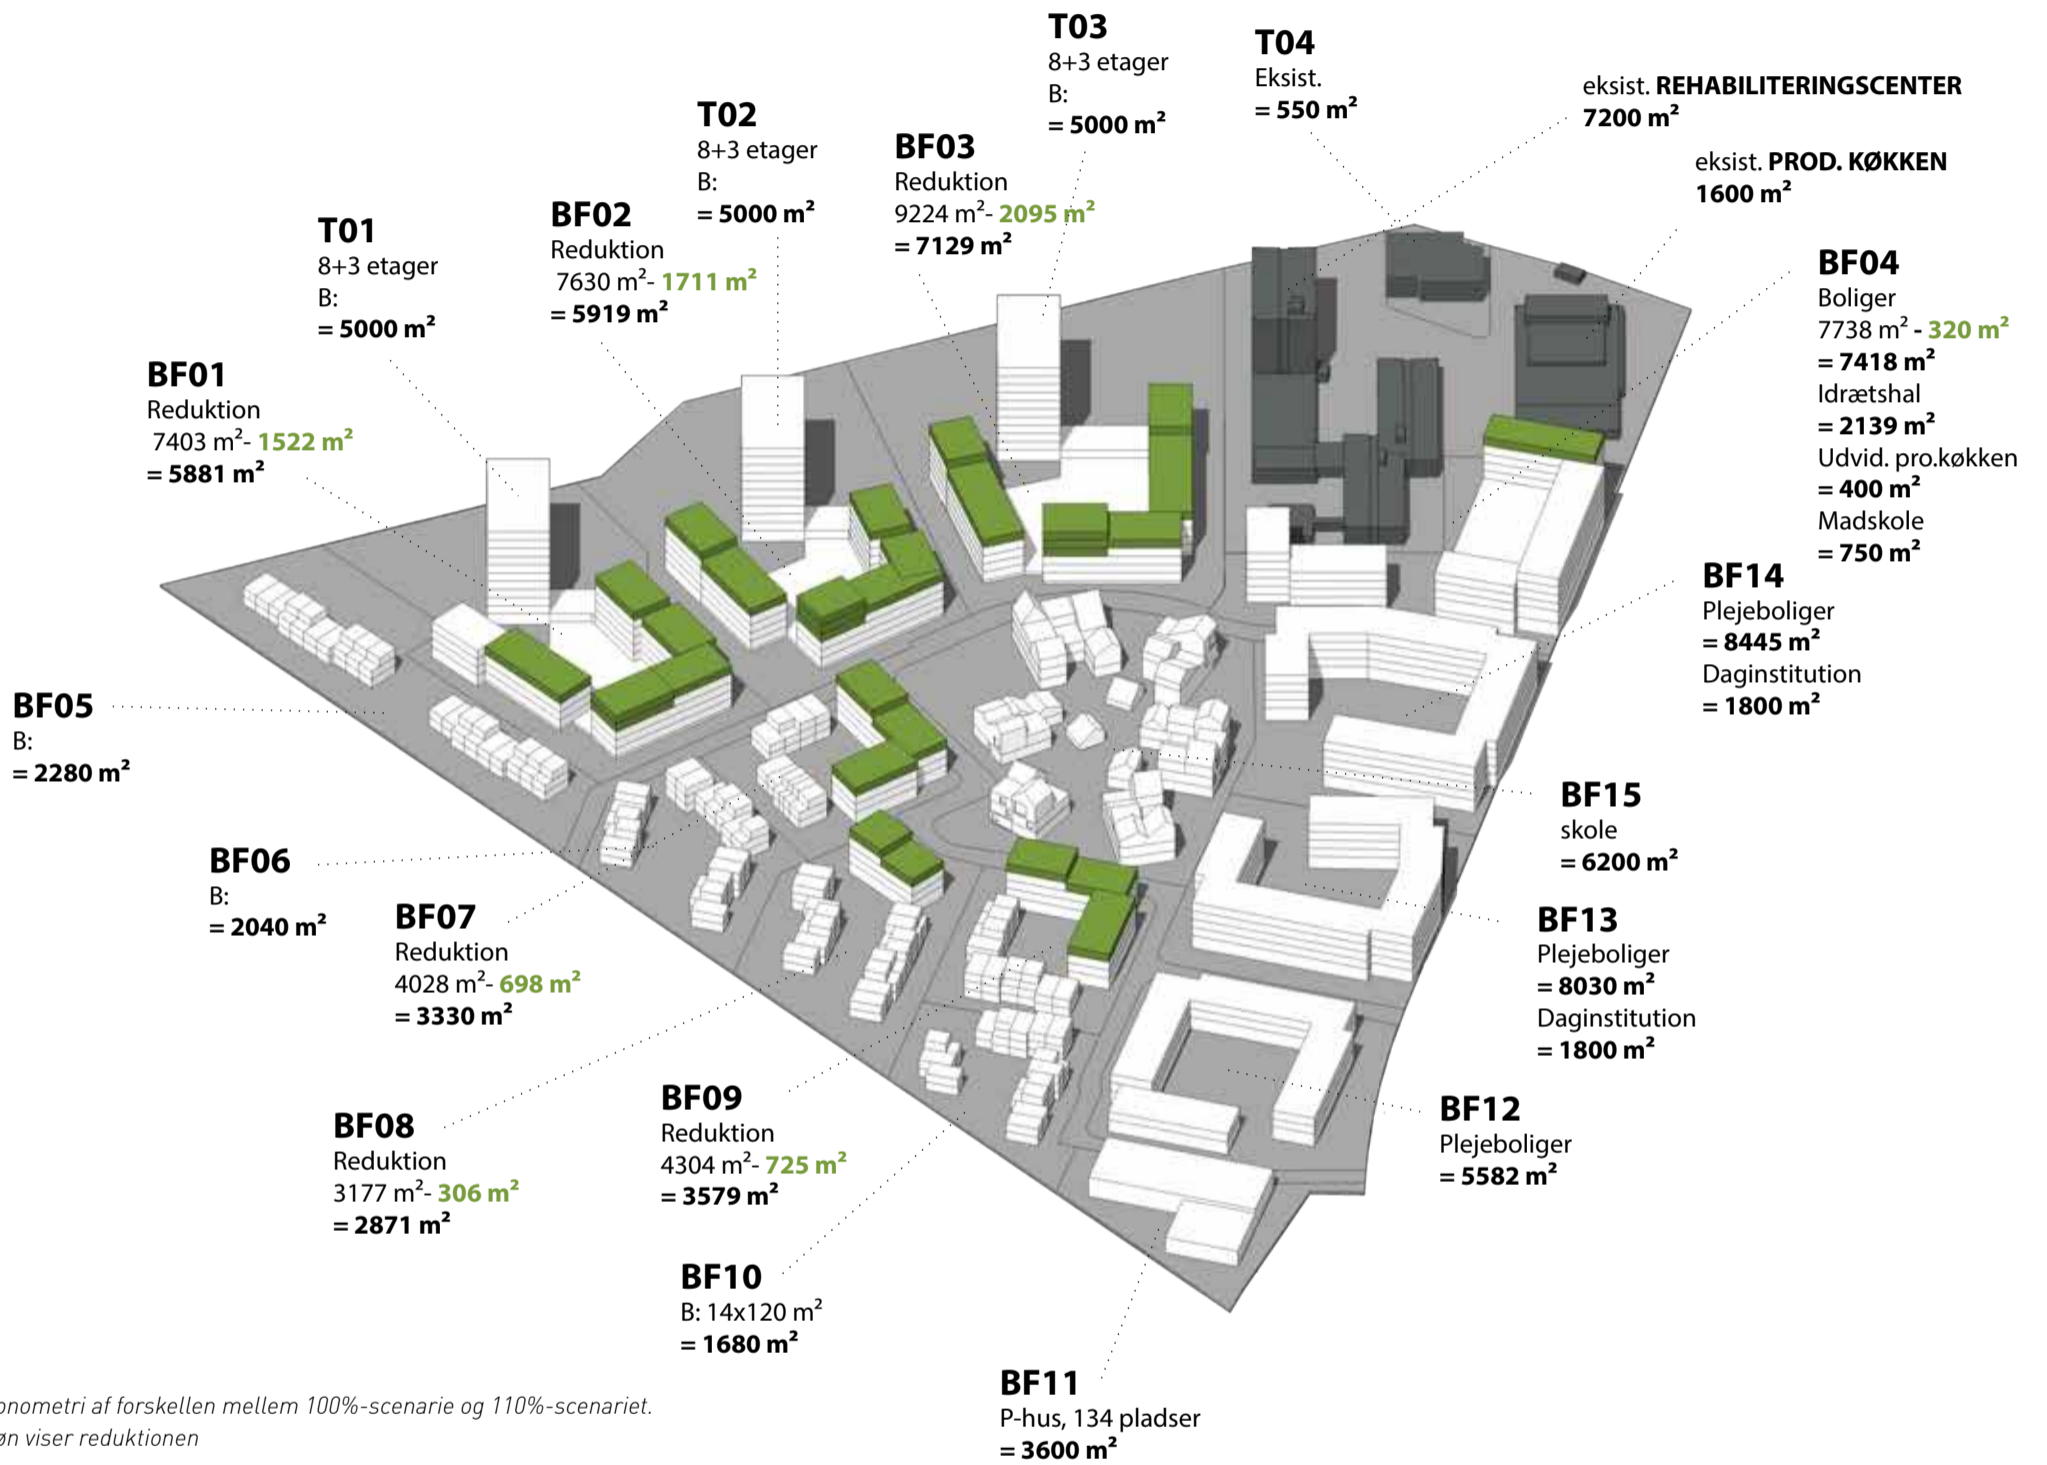 T03
8+3 etager
B:
= 5000 m²
T04
Eksist.
= 550 m²
eksist. REHABILITERINGSCENTER
7200 m²
T02
8+3 etager
B:
= 5000 m²
BF03
Reduktion
9224 m²- 2095 m²
= 7129 m²
eksist. PROD. KØKKEN
1600 m²
T01
8+3 etager
B:
= 5000 m²
BF02
Reduktion
7630 m²- 1711 m²
= 5919 m²
BF04
Boliger
7738 m² - 320 m²
= 7418 m²
Idrætshal
= 2139 m²
Udvid. pro.køkken
= 400 m²
Madskole
= 750 m²
BF01
Reduktion
7403 m²- 1522 m²
= 5881 m²
BF14
Plejeboliger
= 8445 m²
Daginstitution
= 1800 m²
BF05
B:
= 2280 m²
BF15
skole
= 6200 m²
BF06
B:
= 2040 m²
BF07
Reduktion
4028 m²- 698 m²
= 3330 m²
BF13
Plejeboliger
= 8030 m²
Daginstitution
= 1800 m²
BF08
Reduktion
3177 m²- 306 m²
= 2871 m²
BF09
Reduktion
4304 m²- 725 m²
= 3579 m²
BF12
Plejeboliger
= 5582 m²
BF10
B: 14x120 m²
= 1680 m²
BF11
P-hus, 134 pladser
= 3600 m²
onometri af forskellen mellem 100%-scenarie og 110%-scenariet.
øn viser reduktionen